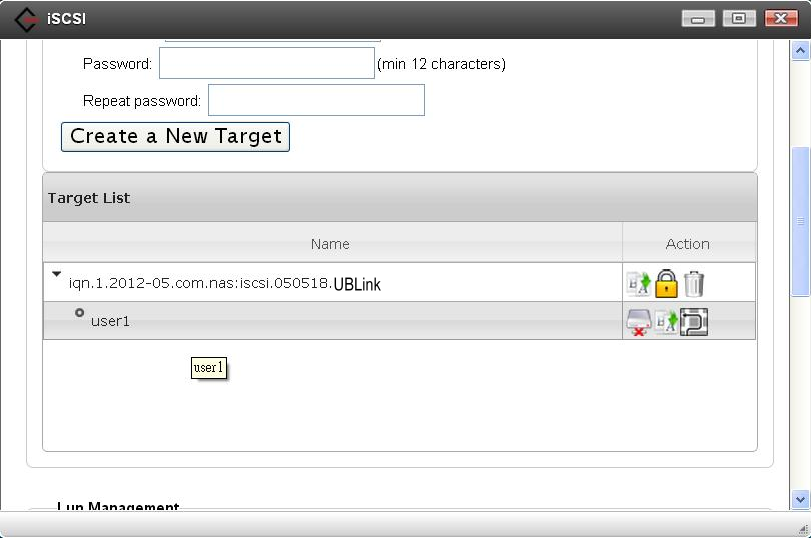 iSCSI
Password: (min 12 characters)
Repeat password:
Create a New Target
Target List
Name Action
iqn.1.2012-05.com.nas:iscsi.050518.UBLink
user1
user1
Lun Management